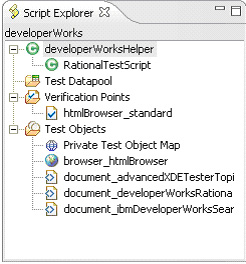 Script Explorer
developerWorks
developerWorksHelper
RationalTestScript
Test Datapool
Verification Points
htmlBrowser_standard
Test Objects
Private Test Object Map
browser_htmlBrowser
document_advancedXDETesterTopi
document_developerWorksRationa
document_ibmDeveloperWorksSear